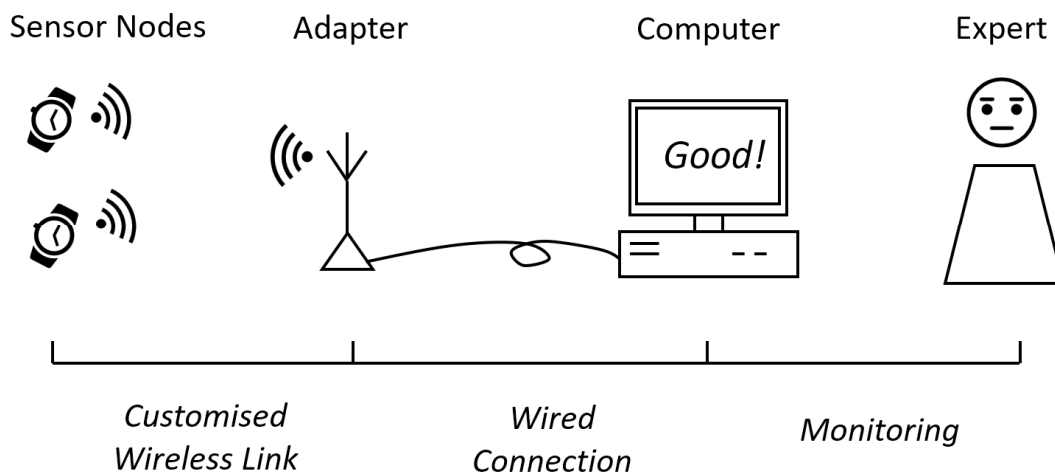 Sensor Nodes
Adapter
Computer
Expert
Good!
Customised
Wireless Link
Wired
Connection
Monitoring